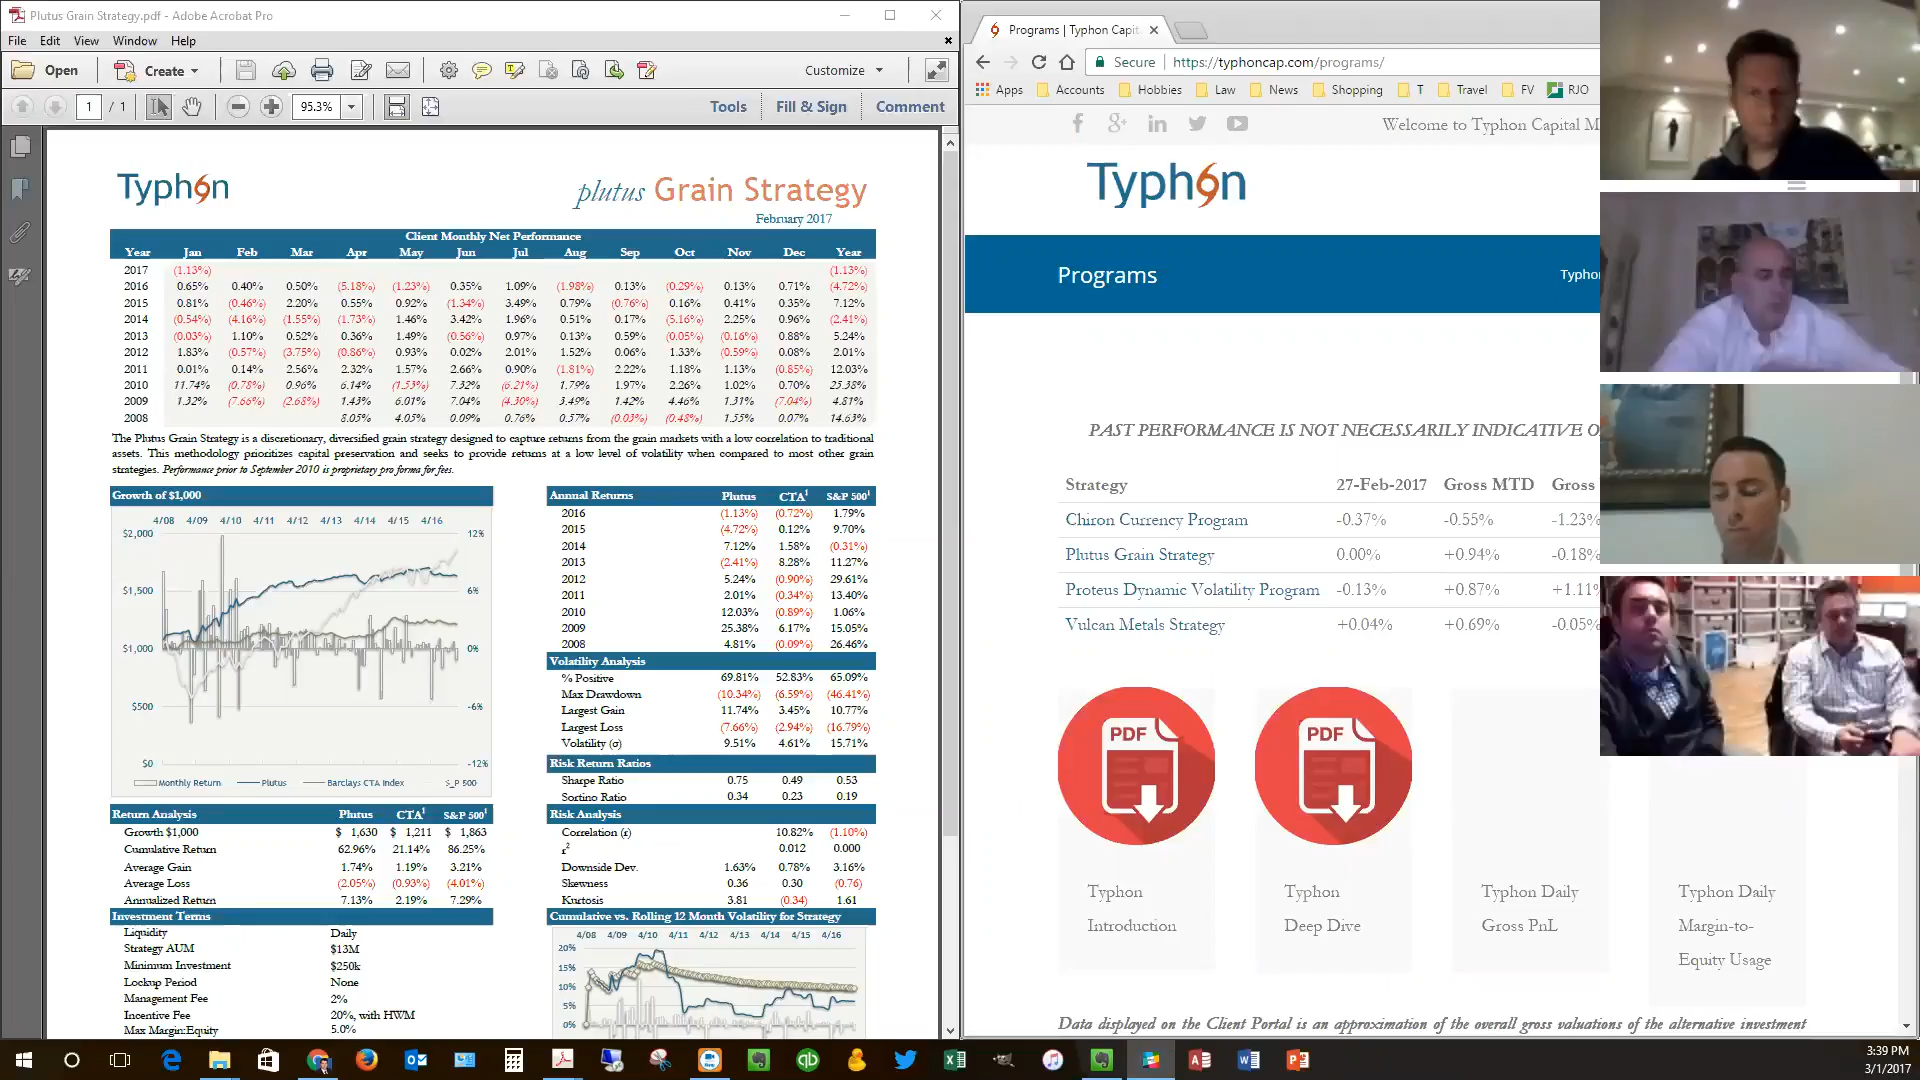 Plutus Grain Strategy.pdf - Adobe Acrobat Pro
File Edit View Window Help
Open Create Customize
1 / 1 95.3% Tools Fill & Sign Comment
Typhon
plutus Grain Strategy
February 2017
Client Monthly Net Performance
Year Jan Feb Mar Apr May Jun Jul Aug Sep Oct Nov Dec Year
2017 (1.13%) (1.13%)
2016 0.65% 0.40% 0.50% (5.18%) (1.23%) 0.35% 1.09% (1.98%) 0.13% (0.29%) 0.13% 0.71% (4.72%)
2015 0.81% (0.46%) 2.20% 0.55% 0.92% (1.34%) 3.49% 0.79% (0.76%) 0.16% 0.41% 0.35% 7.12%
2014 (0.54%) (4.16%) (1.55%) (1.73%) 1.46% 3.42% 1.96% 0.51% 0.17% (5.16%) 2.25% 0.96% (2.41%)
2013 (0.03%) 1.10% 0.52% 0.36% 1.49% (0.56%) 0.97% 0.13% 0.59% (0.05%) (0.16%) 0.88% 5.24%
2012 1.83% (0.57%) (3.75%) (0.86%) 0.93% 0.02% 2.01% 1.52% 0.06% 1.33% (0.59%) 0.08% 2.01%
2011 0.01% 0.14% 2.56% 2.32% 1.57% 2.66% 0.90% (1.81%) 2.22% 1.18% 1.13% (0.85%) 12.03%
2010 11.74% (0.78%) 0.96% 6.14% (1.53%) 7.32% (6.21%) 1.79% 1.97% 2.26% 1.02% 0.70% 25.38%
2009 1.32% (7.66%) (2.68%) 1.43% 6.01% 7.04% (4.30%) 3.49% 1.42% 4.46% 1.31% (7.04%) 4.81%
2008 8.05% 4.05% 0.09% 0.76% 0.57% (0.03%) (0.48%) 1.55% 0.07% 14.63%
The Plutus Grain Strategy is a discretionary, diversified grain strategy designed to capture returns from the grain markets with a low correlation to traditional
assets. This methodology prioritizes capital preservation and seeks to provide returns at a low level of volatility when compared to most other grain
strategies. Performance prior to September 2010 is proprietary pro forma for fees.
Growth of $1,000
4/08 4/09 4/10 4/11 4/12 4/13 4/14 4/15 4/16
$2,000 12%
$1,500 6%
$1,000 0%
$500 -6%
$0 -12%
Monthly Return Plutus Barclays CTA Index S_P 500
Return Analysis Plutus CTA¹ S&P 500¹
Growth $1,000 $ 1,630 $ 1,211 $ 1,863
Cumulative Return 62.96% 21.14% 86.25%
Average Gain 1.74% 1.19% 3.21%
Average Loss (2.05%) (0.93%) (4.01%)
Annualized Return 7.13% 2.19% 7.29%
Investment Terms
Liquidity Daily
Strategy AUM $13M
Minimum Investment $250k
Lockup Period None
Management Fee 2%
Incentive Fee 20%, with HWM
Max Margin:Equity 5.0%
Annual Returns Plutus CTA¹ S&P 500¹
2016 (1.13%) (0.72%) 1.79%
2015 (4.72%) 0.12% 9.70%
2014 7.12% 1.58% (0.31%)
2013 (2.41%) 8.28% 11.27%
2012 5.24% (0.90%) 29.61%
2011 2.01% (0.34%) 13.40%
2010 12.03% (0.89%) 1.06%
2009 25.38% 6.17% 15.05%
2008 4.81% (0.09%) 26.46%
Volatility Analysis
% Positive 69.81% 52.83% 65.09%
Max Drawdown (10.34%) (6.59%) (46.41%)
Largest Gain 11.74% 3.45% 10.77%
Largest Loss (7.66%) (2.94%) (16.79%)
Volatility (σ) 9.51% 4.61% 15.71%
Risk Return Ratios
Sharpe Ratio 0.75 0.49 0.53
Sortino Ratio 0.34 0.23 0.19
Risk Analysis
Correlation (r) 10.82% (1.10%)
r² 0.012 0.000
Downside Dev. 1.63% 0.78% 3.16%
Skewness 0.36 0.30 (0.76)
Kurtosis 3.81 (0.34) 1.61
Cumulative vs. Rolling 12 Month Volatility for Strategy
4/08 4/09 4/10 4/11 4/12 4/13 4/14 4/15 4/16
20%
15%
10%
5%
0%
Programs | Typhon Capit
Secure https://typhoncap.com/programs/
Apps Accounts Hobbies Law News Shopping T Travel FV RJO
Welcome to Typhon Capital M
Typhon
Programs Typho
PAST PERFORMANCE IS NOT NECESSARILY INDICATIVE O
Strategy 27-Feb-2017 Gross MTD Gross
Chiron Currency Program -0.37% -0.55% -1.23%
Plutus Grain Strategy 0.00% +0.94% -0.18%
Proteus Dynamic Volatility Program -0.13% +0.87% +1.11%
Vulcan Metals Strategy +0.04% +0.69% -0.05%
PDF PDF
Typhon
Introduction
Typhon
Deep Dive
Typhon Daily
Gross PnL
Typhon Daily
Margin-to-
Equity Usage
Data displayed on the Client Portal is an approximation of the overall gross valuations of the alternative investment
3:39 PM
3/1/2017